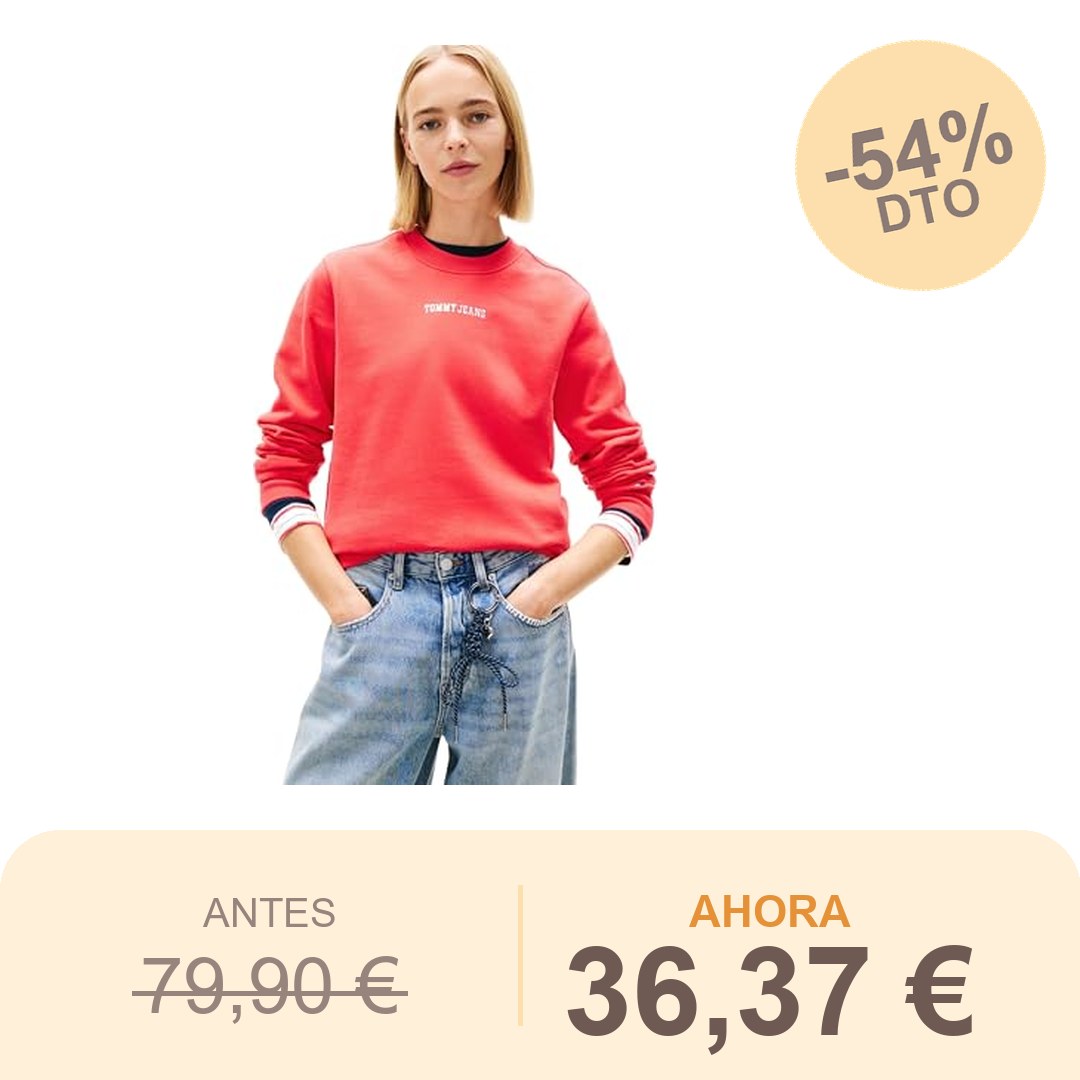 -54%
DTO
TOMMY JEANS
ANTES
79,90 €
AHORA
36,37 €